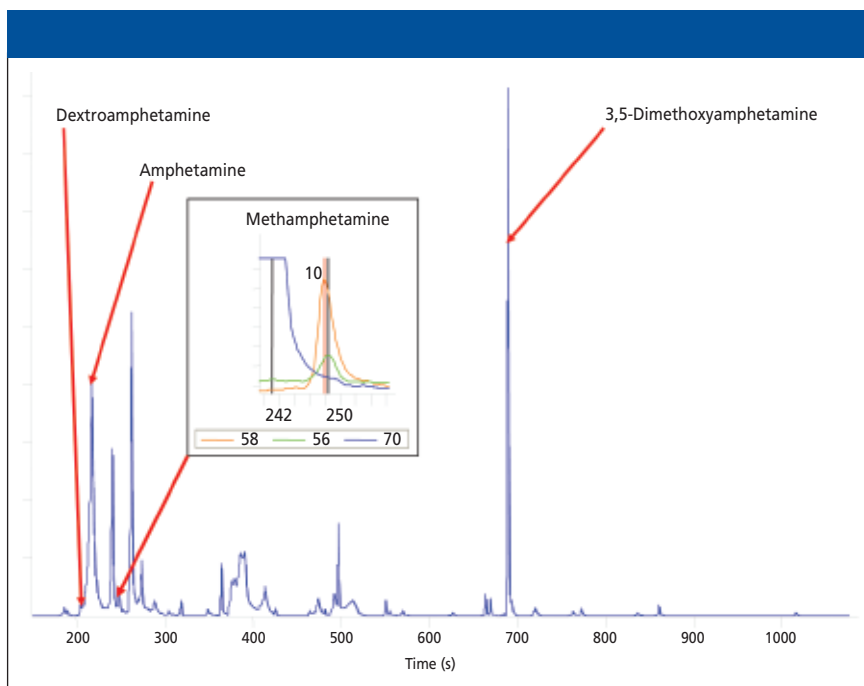 Dextroamphetamine
3,5-Dimethoxyamphetamine
Amphetamine
Methamphetamine
10
242 250
58 56 70
200 300 400 500 600 700 800 900 1000
Time (s)